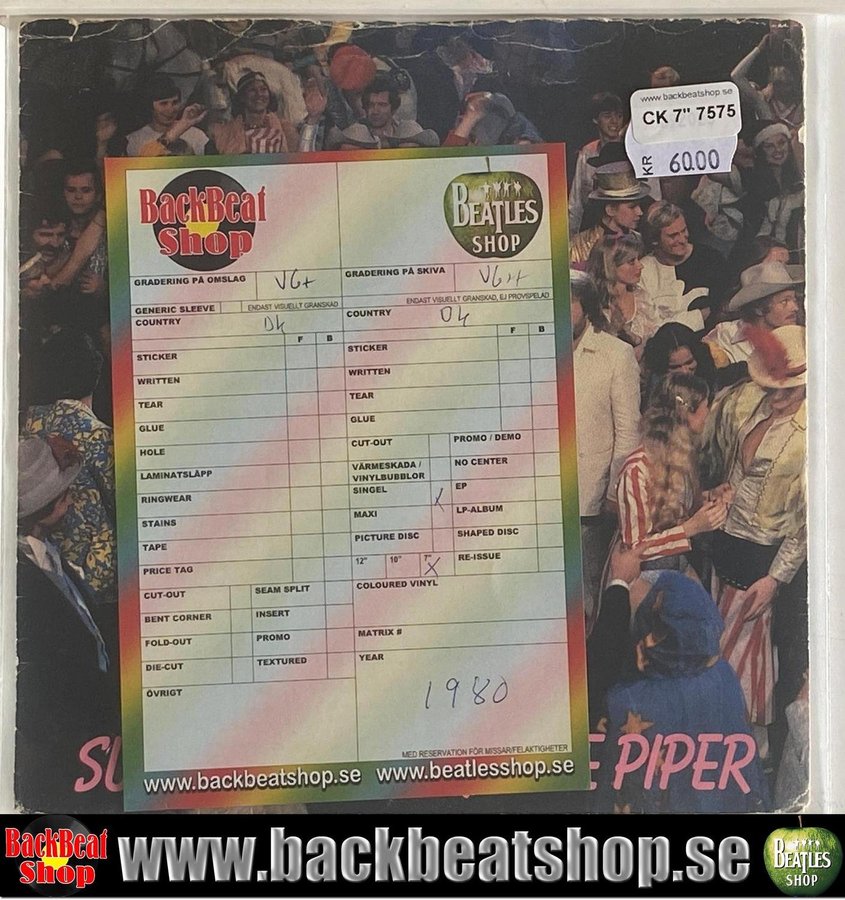 www.backbeatshop.se
CK 7" 7575
KR 60.00
BackBeat
Shop
BEATLES
SHOP
GRADERING PÅ OMSLAG VG+
GRADERING PÅ SKIVA VG++
GENERIC SLEEVE ENDAST VISUELLT GRANSKAD
ENDAST VISUELLT GRANSKAD, EJ PROVSPELAD
COUNTRY
COUNTRY
F B
F B
STICKER
WRITTEN
TEAR
GLUE
HOLE
LAMINATSLÄPP
RINGWEAR
STAINS
TAPE
PRICE TAG
STICKER
WRITTEN
TEAR
GLUE
CUT-OUT PROMO / DEMO
VÄRMESKADA / NO CENTER
VINYLBUBBLOR
SINGEL X EP
MAXI LP-ALBUM
PICTURE DISC SHAPED DISC
12" 10" 7" X RE-ISSUE
CUT-OUT SEAM SPLIT
BENT CORNER INSERT
FOLD-OUT PROMO
DIE-CUT TEXTURED
ÖVRIGT
COLOURED VINYL
MATRIX #
YEAR
1980
MED RESERVATION FÖR MISSAR/FELAKTIGHETER
www.backbeatshop.se www.beatlesshop.se
SU E PIPER
BackBeat
Shop
www.backbeatshop.se
BEATLES
SHOP